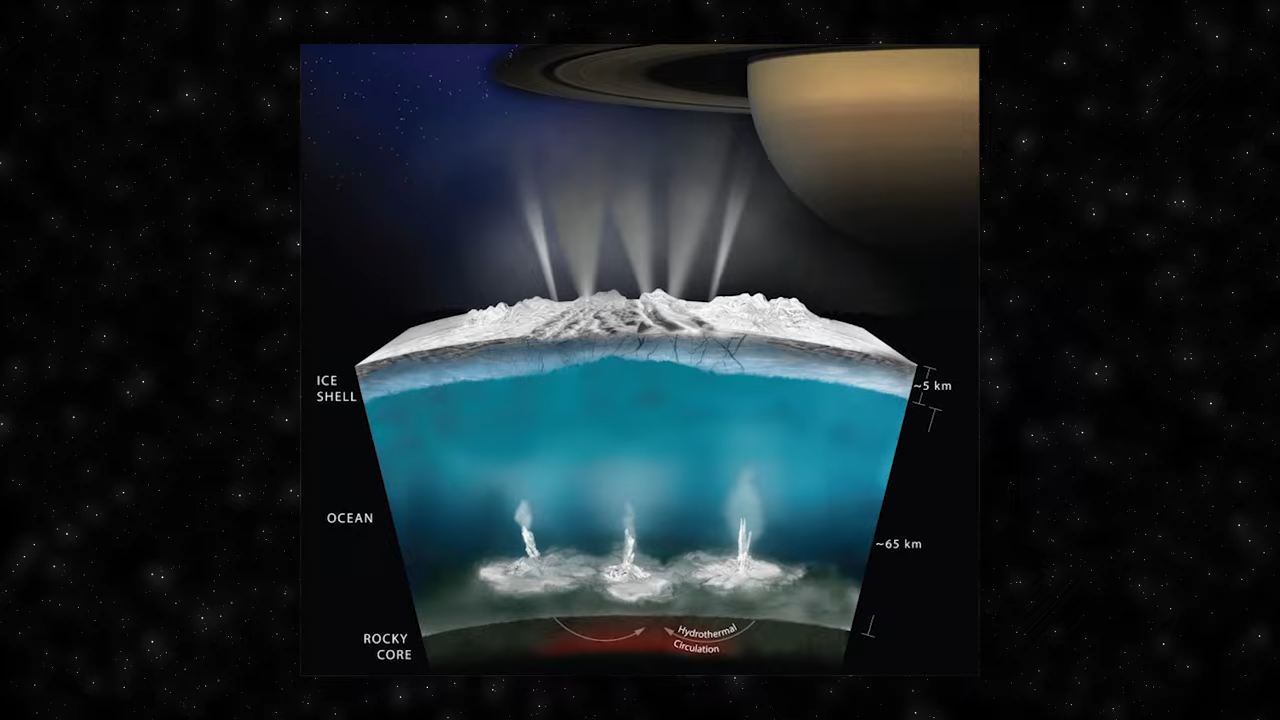 ICE
SHELL
~5 km
OCEAN
~65 km
ROCKY
CORE
Hydrothermal
Circulation